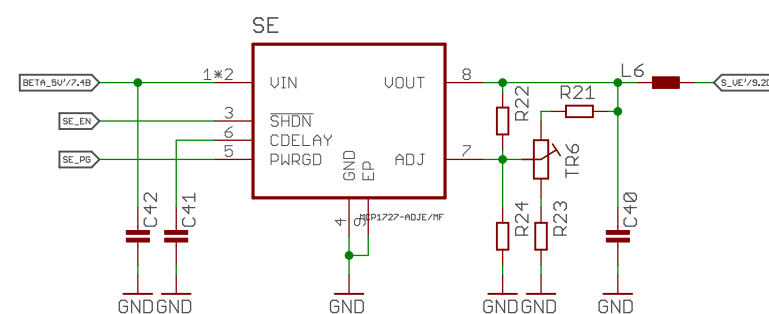 SE
BETA_5V'/7.4B
1*2
VIN
VOUT
8
L6
S_VE'/9.2D
R21
R22
SE_EN
3
SHDN
6
CDELAY
SE_PG
5
PWRGD
GND
EP
ADJ
7
TR6
4
9
MCP1727-ADJE/MF
C42
C41
R24
R23
C40
GND
GND
GND
GND
GND
GND